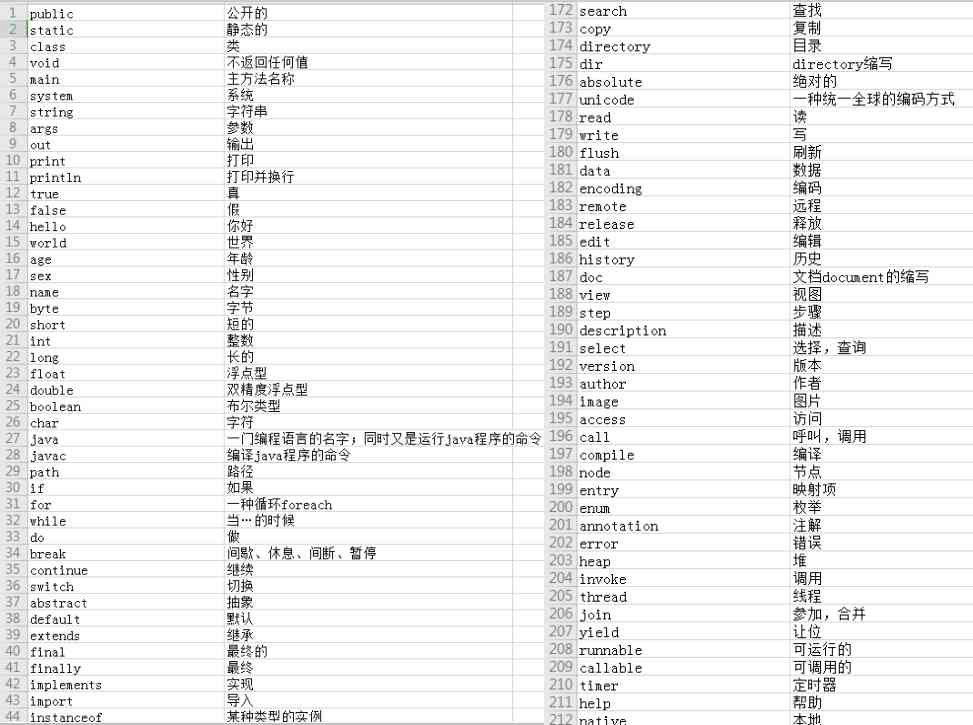 1 public 公开的
2 static 静态的
3 class 类
4 void 不返回任何值
5 main 主方法名称
6 system 系统
7 string 字符串
8 args 参数
9 out 输出
10 print 打印
11 println 打印并换行
12 true 真
13 false 假
14 hello 你好
15 world 世界
16 age 年龄
17 sex 性别
18 name 名字
19 byte 字节
20 short 短的
21 int 整数
22 long 长的
23 float 浮点型
24 double 双精度浮点型
25 boolean 布尔类型
26 char 字符
27 java 一门编程语言的名字；同时又是运行java程序的命令
28 javac 编译java程序的命令
29 path 路径
30 if 如果
31 for 一种循环foreach
32 while 当…的时候
33 do 做
34 break 间歇、休息、间断、暂停
35 continue 继续
36 switch 切换
37 abstract 抽象
38 default 默认
39 extends 继承
40 final 最终的
41 finally 最终
42 implements 实现
43 import 导入
44 instanceof 某种类型的实例
172 search 查找
173 copy 复制
174 directory 目录
175 dir directory缩写
176 absolute 绝对的
177 unicode 一种统一全球的编码方式
178 read 读
179 write 写
180 flush 刷新
181 data 数据
182 encoding 编码
183 remote 远程
184 release 释放
185 edit 编辑
186 history 历史
187 doc 文档document的缩写
188 view 视图
189 step 步骤
190 description 描述
191 select 选择，查询
192 version 版本
193 author 作者
194 image 图片
195 access 访问
196 call 呼叫，调用
197 compile 编译
198 node 节点
199 entry 映射项
200 enum 枚举
201 annotation 注解
202 error 错误
203 heap 堆
204 invoke 调用
205 thread 线程
206 join 参加，合并
207 yield 让位
208 runnable 可运行的
209 callable 可调用的
210 timer 定时器
211 help 帮助
212 native 本地